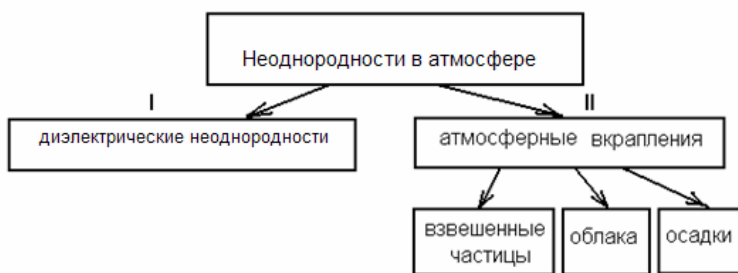 Неоднородности в атмосфере
I
II
диэлектрические неоднородности
атмосферные вкрапления
взвешенные
частицы
облака
осадки